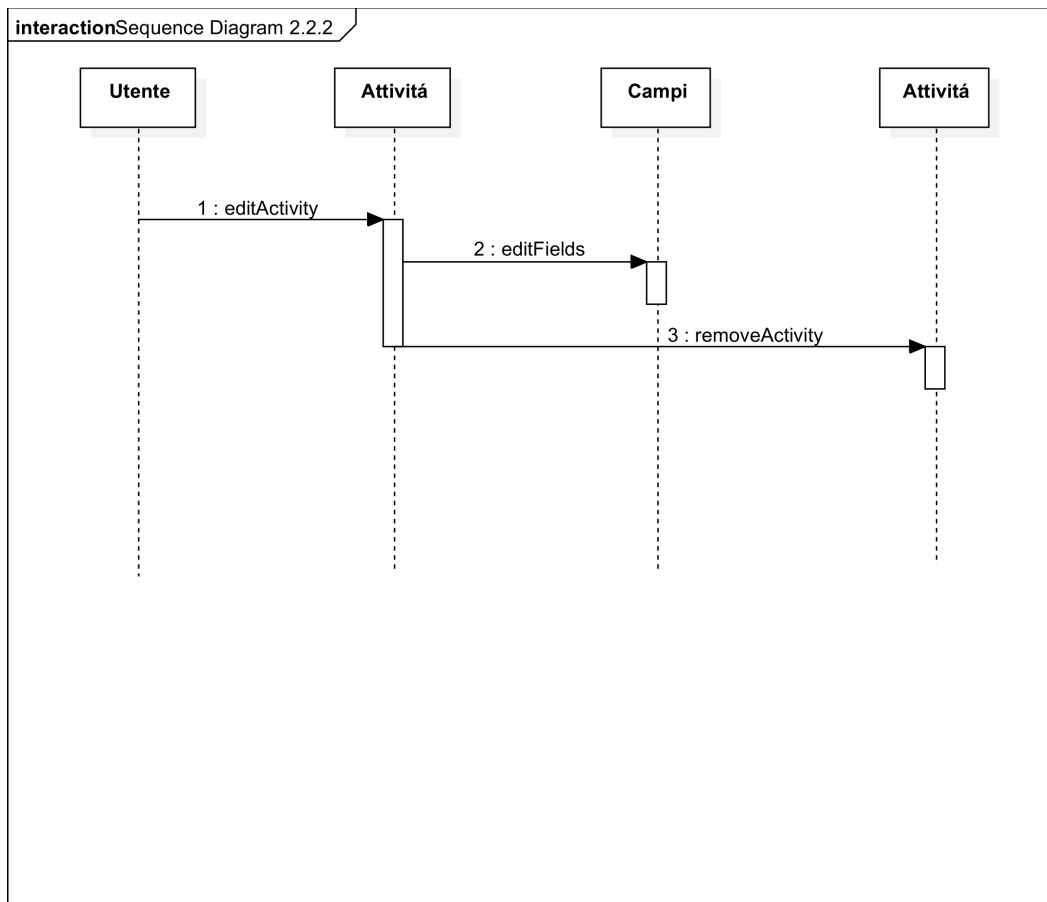 interactionSequence Diagram 2.2.2
Utente
Attivitá
Campi
Attivitá
1 : editActivity
2 : editFields
3 : removeActivity